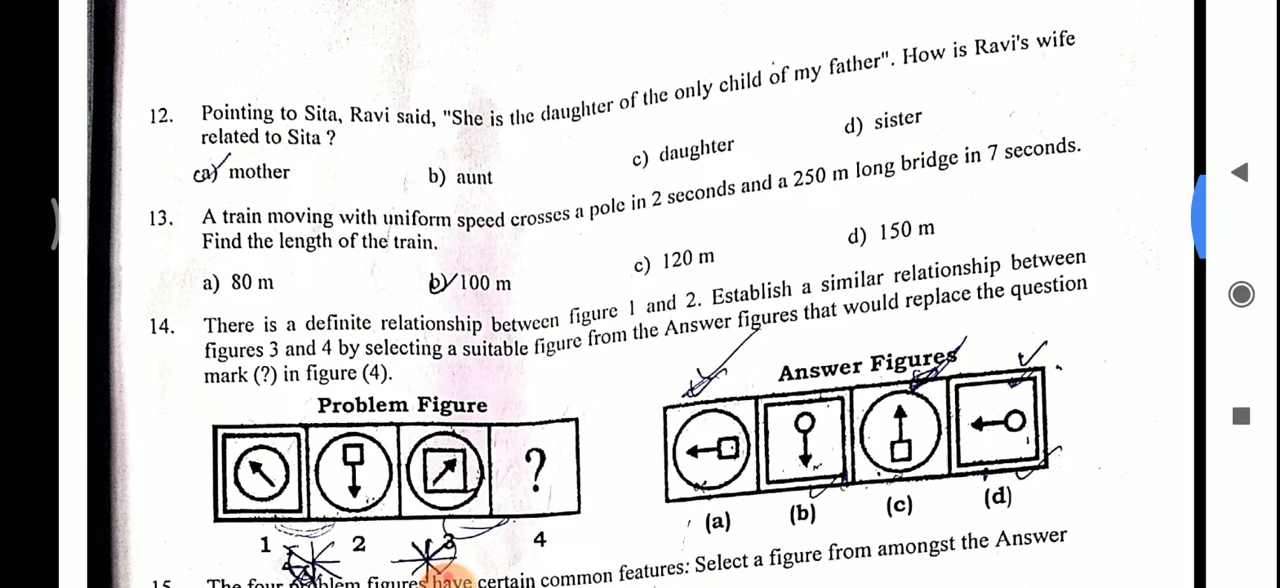 12. Pointing to Sita, Ravi said, "She is the daughter of the only child of my father". How is Ravi's wife
related to Sita ?
(a) mother b) aunt c) daughter d) sister
13. A train moving with uniform speed crosses a pole in 2 seconds and a 250 m long bridge in 7 seconds.
Find the length of the train.
a) 80 m b) 100 m c) 120 m d) 150 m
14. There is a definite relationship between figure 1 and 2. Establish a similar relationship between
figures 3 and 4 by selecting a suitable figure from the Answer figures that would replace the question
mark (?) in figure (4).
Problem Figure
Answer Figures
?
1 2 3 4
(a) (b) (c) (d)
15. The four problem figures have certain common features: Select a figure from amongst the Answer